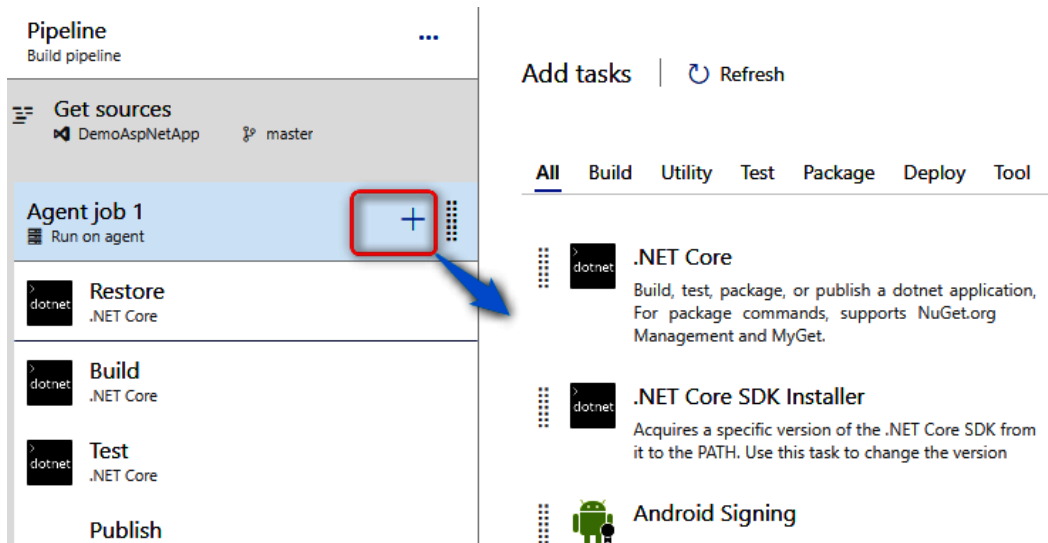 Pipeline
...
Build pipeline
Get sources
DemoAspNetApp master
Agent job 1
Run on agent
dotnet
Restore
.NET Core
dotnet
Build
.NET Core
dotnet
Test
.NET Core
Publish
Add tasks | Refresh
All Build Utility Test Package Deploy Tool
dotnet
.NET Core
Build, test, package, or publish a dotnet application,
For package commands, supports NuGet.org
Management and MyGet.
dotnet
.NET Core SDK Installer
Acquires a specific version of the .NET Core SDK from
it to the PATH. Use this task to change the version
Android Signing